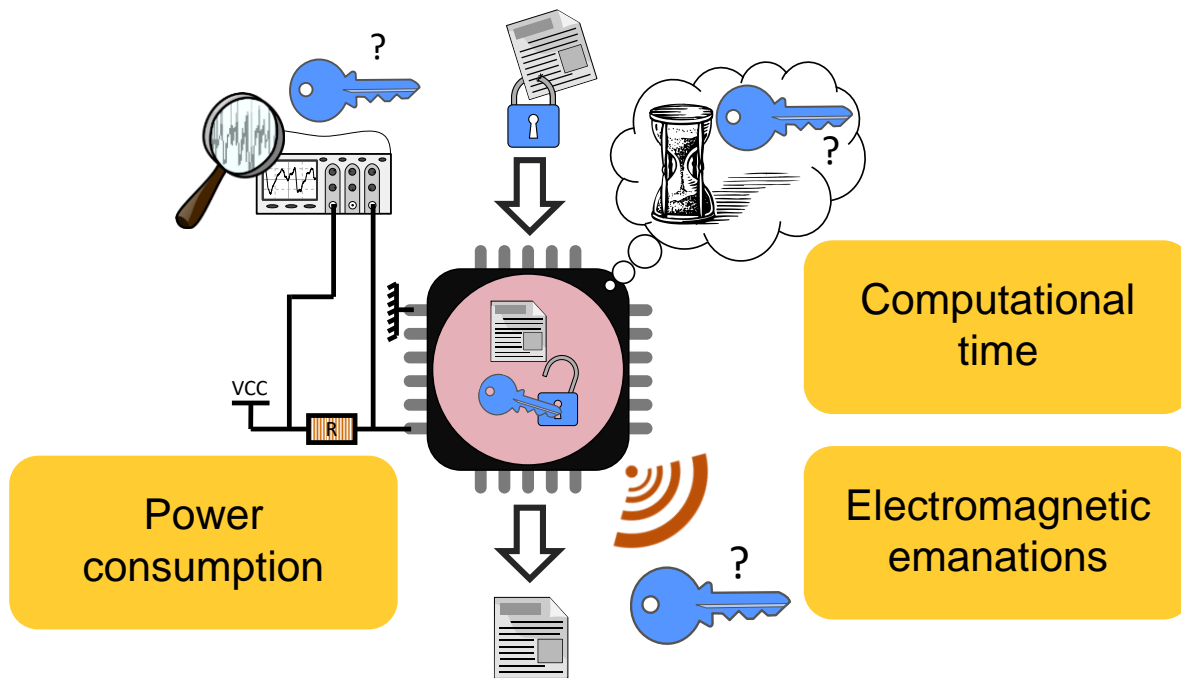 ?
?
VCC
R
Computational
time
Power
consumption
Electromagnetic
emanations
?